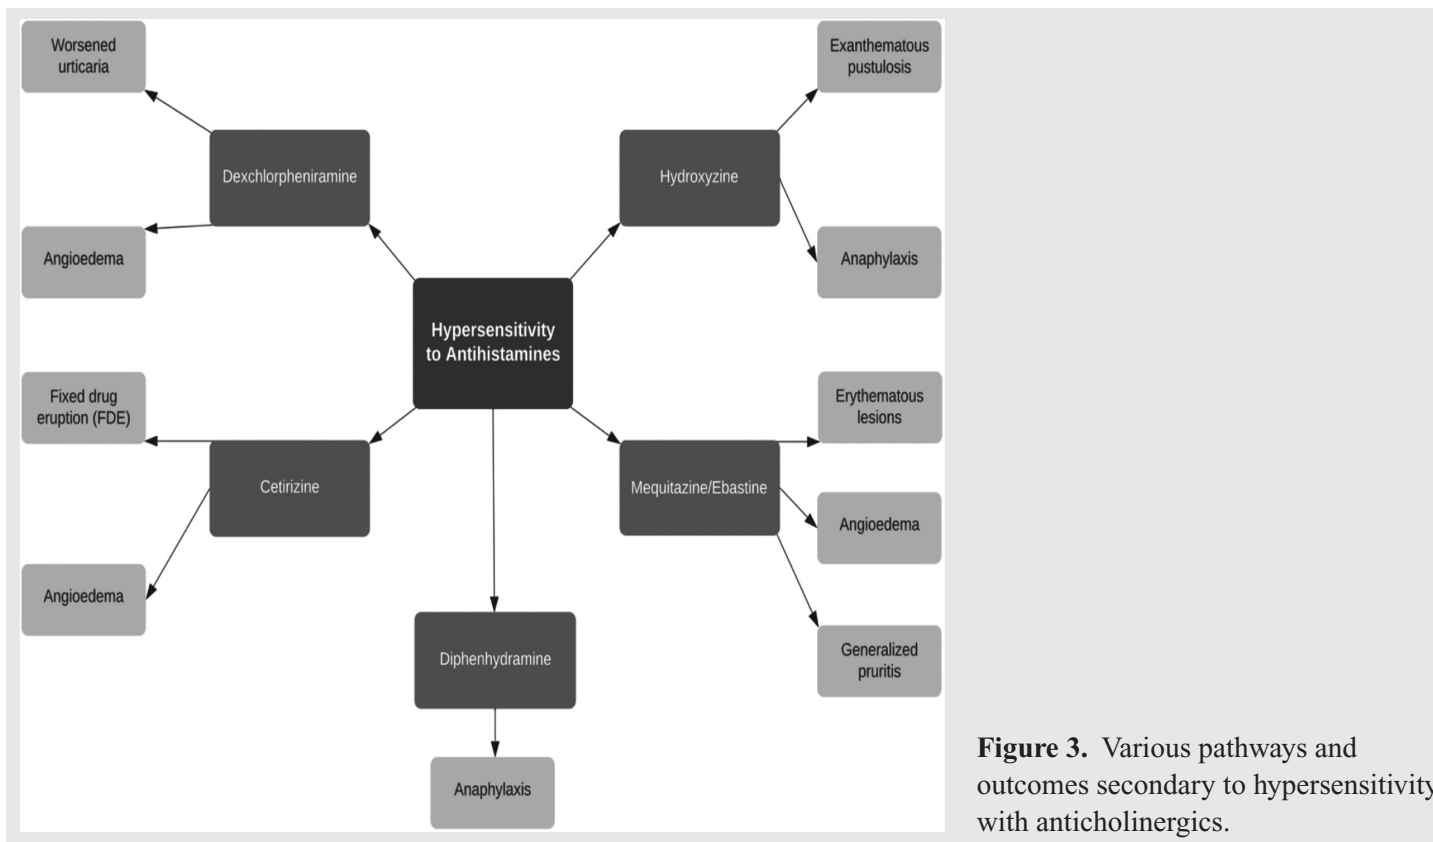 Worsened
urticaria
Exanthematous
pustulosis
Dexchlorpheniramine
Hydroxyzine
Angioedema
Anaphylaxis
Hypersensitivity
to Antihistamines
Fixed drug
eruption (FDE)
Erythematous
lesions
Cetirizine
Mequitazine/Ebastine
Angioedema
Angioedema
Diphenhydramine
Generalized
pruritis
Anaphylaxis
Figure 3. Various pathways and
outcomes secondary to hypersensitivity
with anticholinergics.